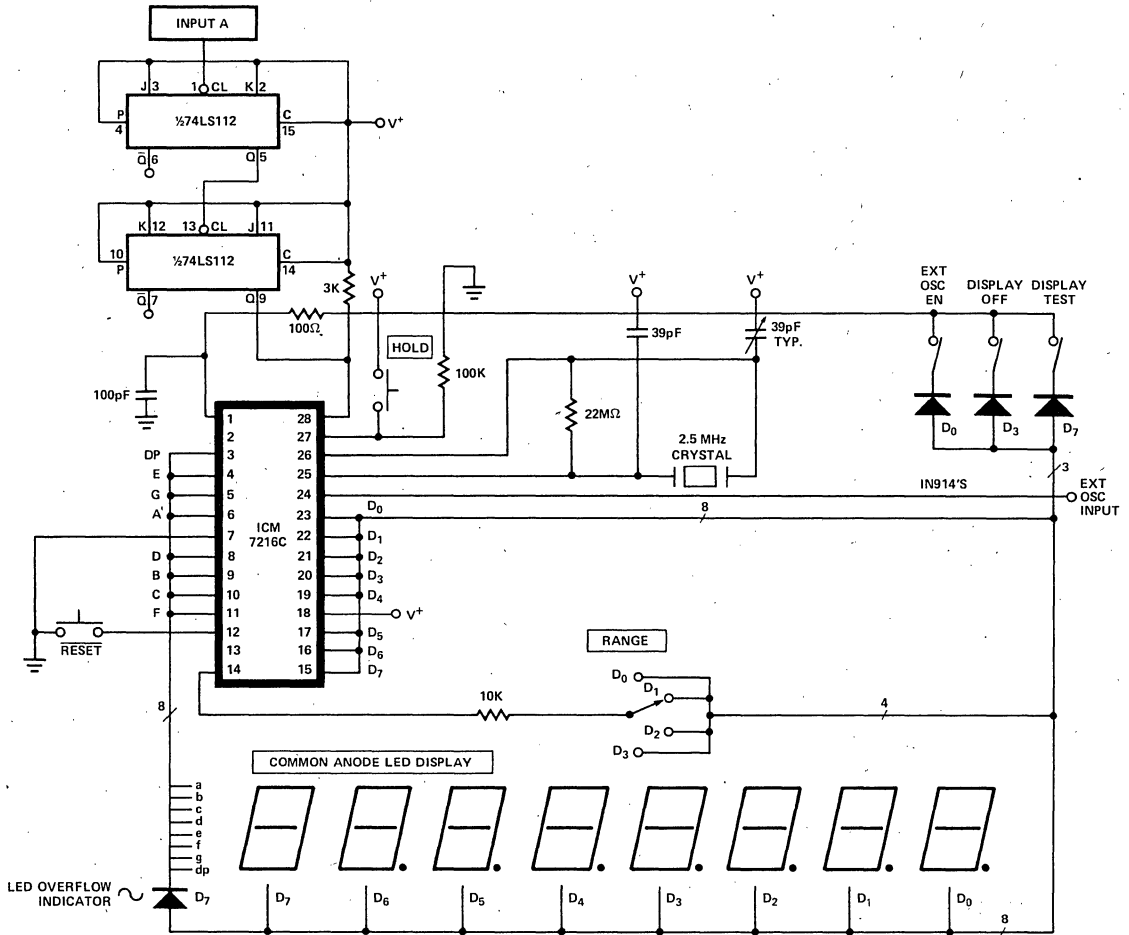 INPUT A
J 3 1 CL K 2
P
4
½74LS112
C
15
V+
Q̅ 6
Q 5
K 12 13 CL J 11
10
P
½74LS112
C
14
Q̅ 7
Q 9
3K
100Ω
100pF
V+
HOLD
100K
V+
39pF
V+
39pF
TYP.
22MΩ
2.5 MHz
CRYSTAL
EXT
OSC
EN
DISPLAY
OFF
DISPLAY
TEST
D0
D3
D7
3
IN914'S
EXT
OSC
INPUT
8
ICM
7216C
1 28
2 27
DP 3 26
E 4 25
G 5 24
A 6 23 D0
7 22 D1
D 8 21 D2
B 9 20 D3
C 10 19 D4
F 11 18 V+
12 17 D5
13 16 D6
14 15 D7
RESET
8
10K
RANGE
D0
D1
D2
D3
4
COMMON ANODE LED DISPLAY
a
b
c
d
e
f
g
dp
LED OVERFLOW
INDICATOR
D7
D7 D6 D5 D4 D3 D2 D1 D0
8